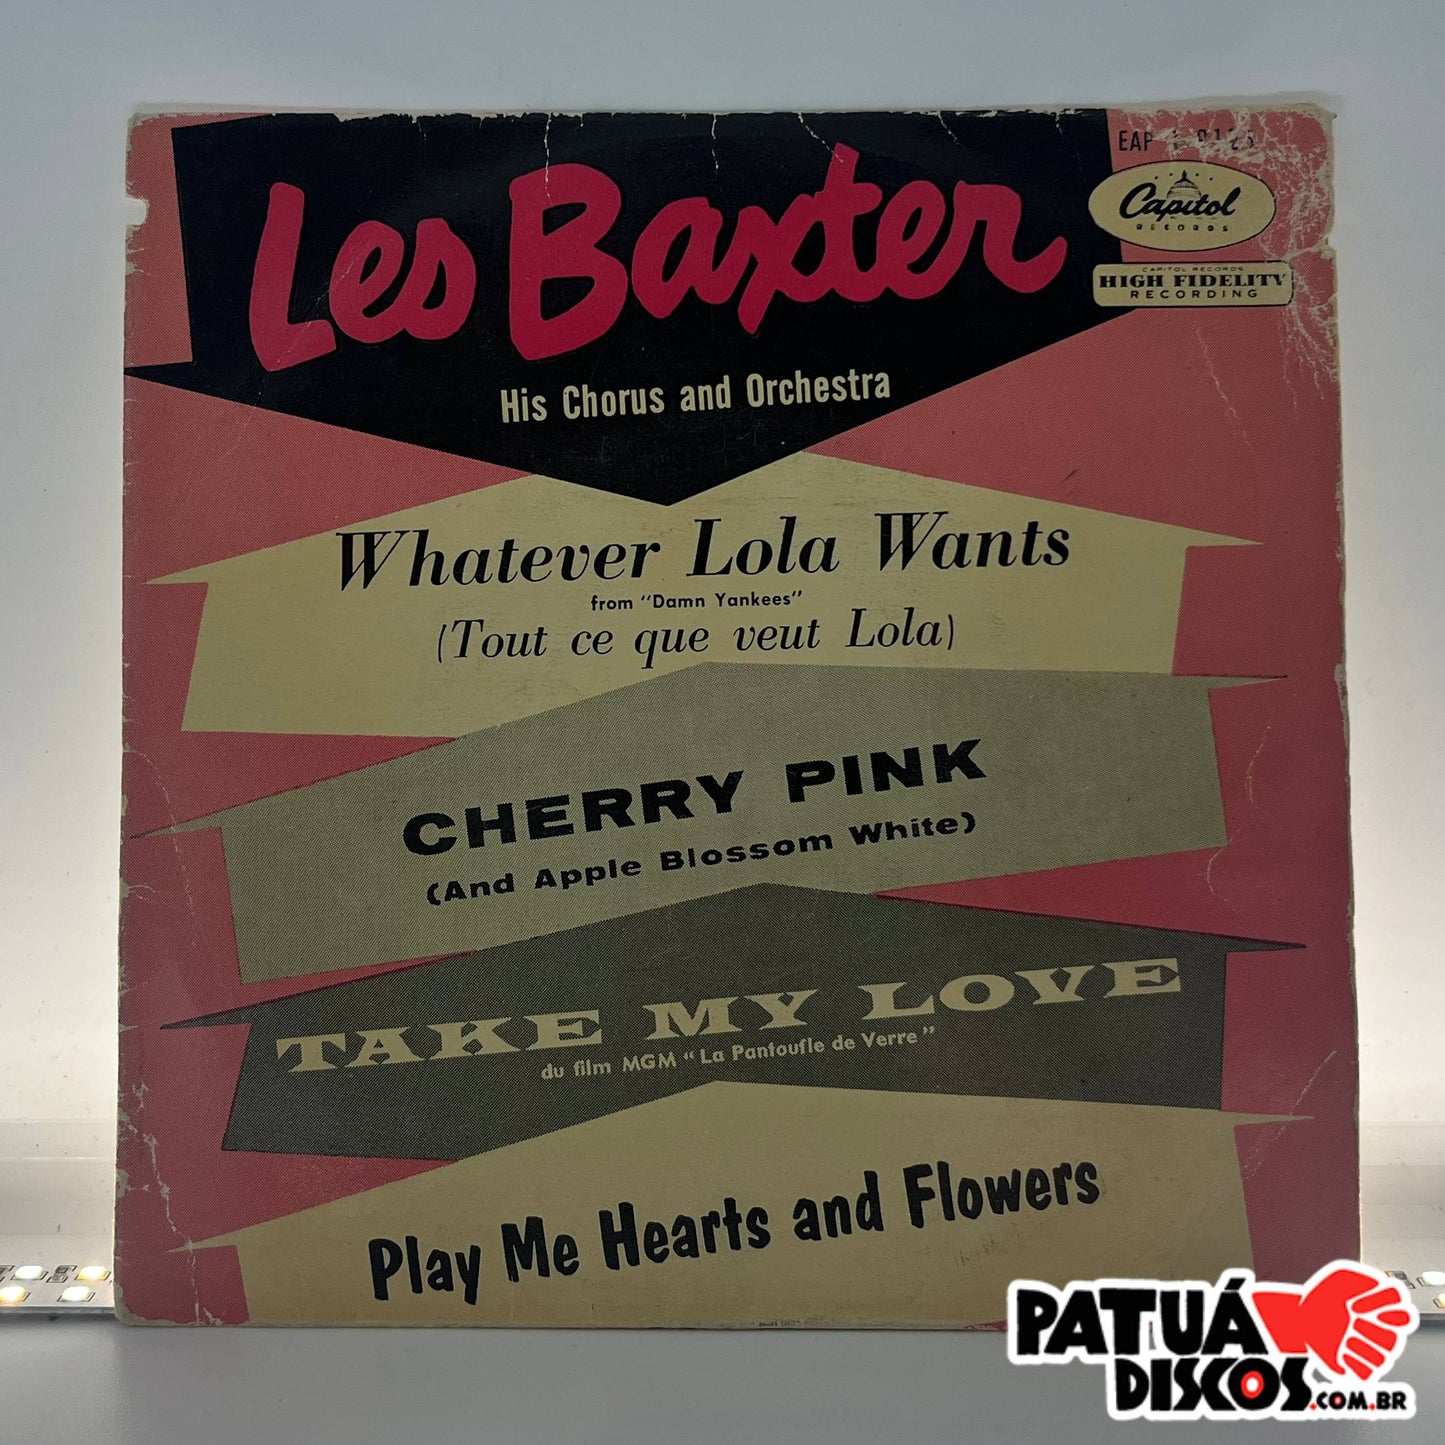 Les Baxter
EAP
Capitol
RECORDS
CAPITOL RECORDS
HIGH FIDELITY
RECORDING
His Chorus and Orchestra
Whatever Lola Wants
from "Damn Yankees"
(Tout ce que veut Lola)
CHERRY PINK
(And Apple Blossom White)
TAKE MY LOVE
du film MGM "La Pantoufle de Verre"
Play Me Hearts and Flowers
PATUÁ
DISCOS.COM.BR